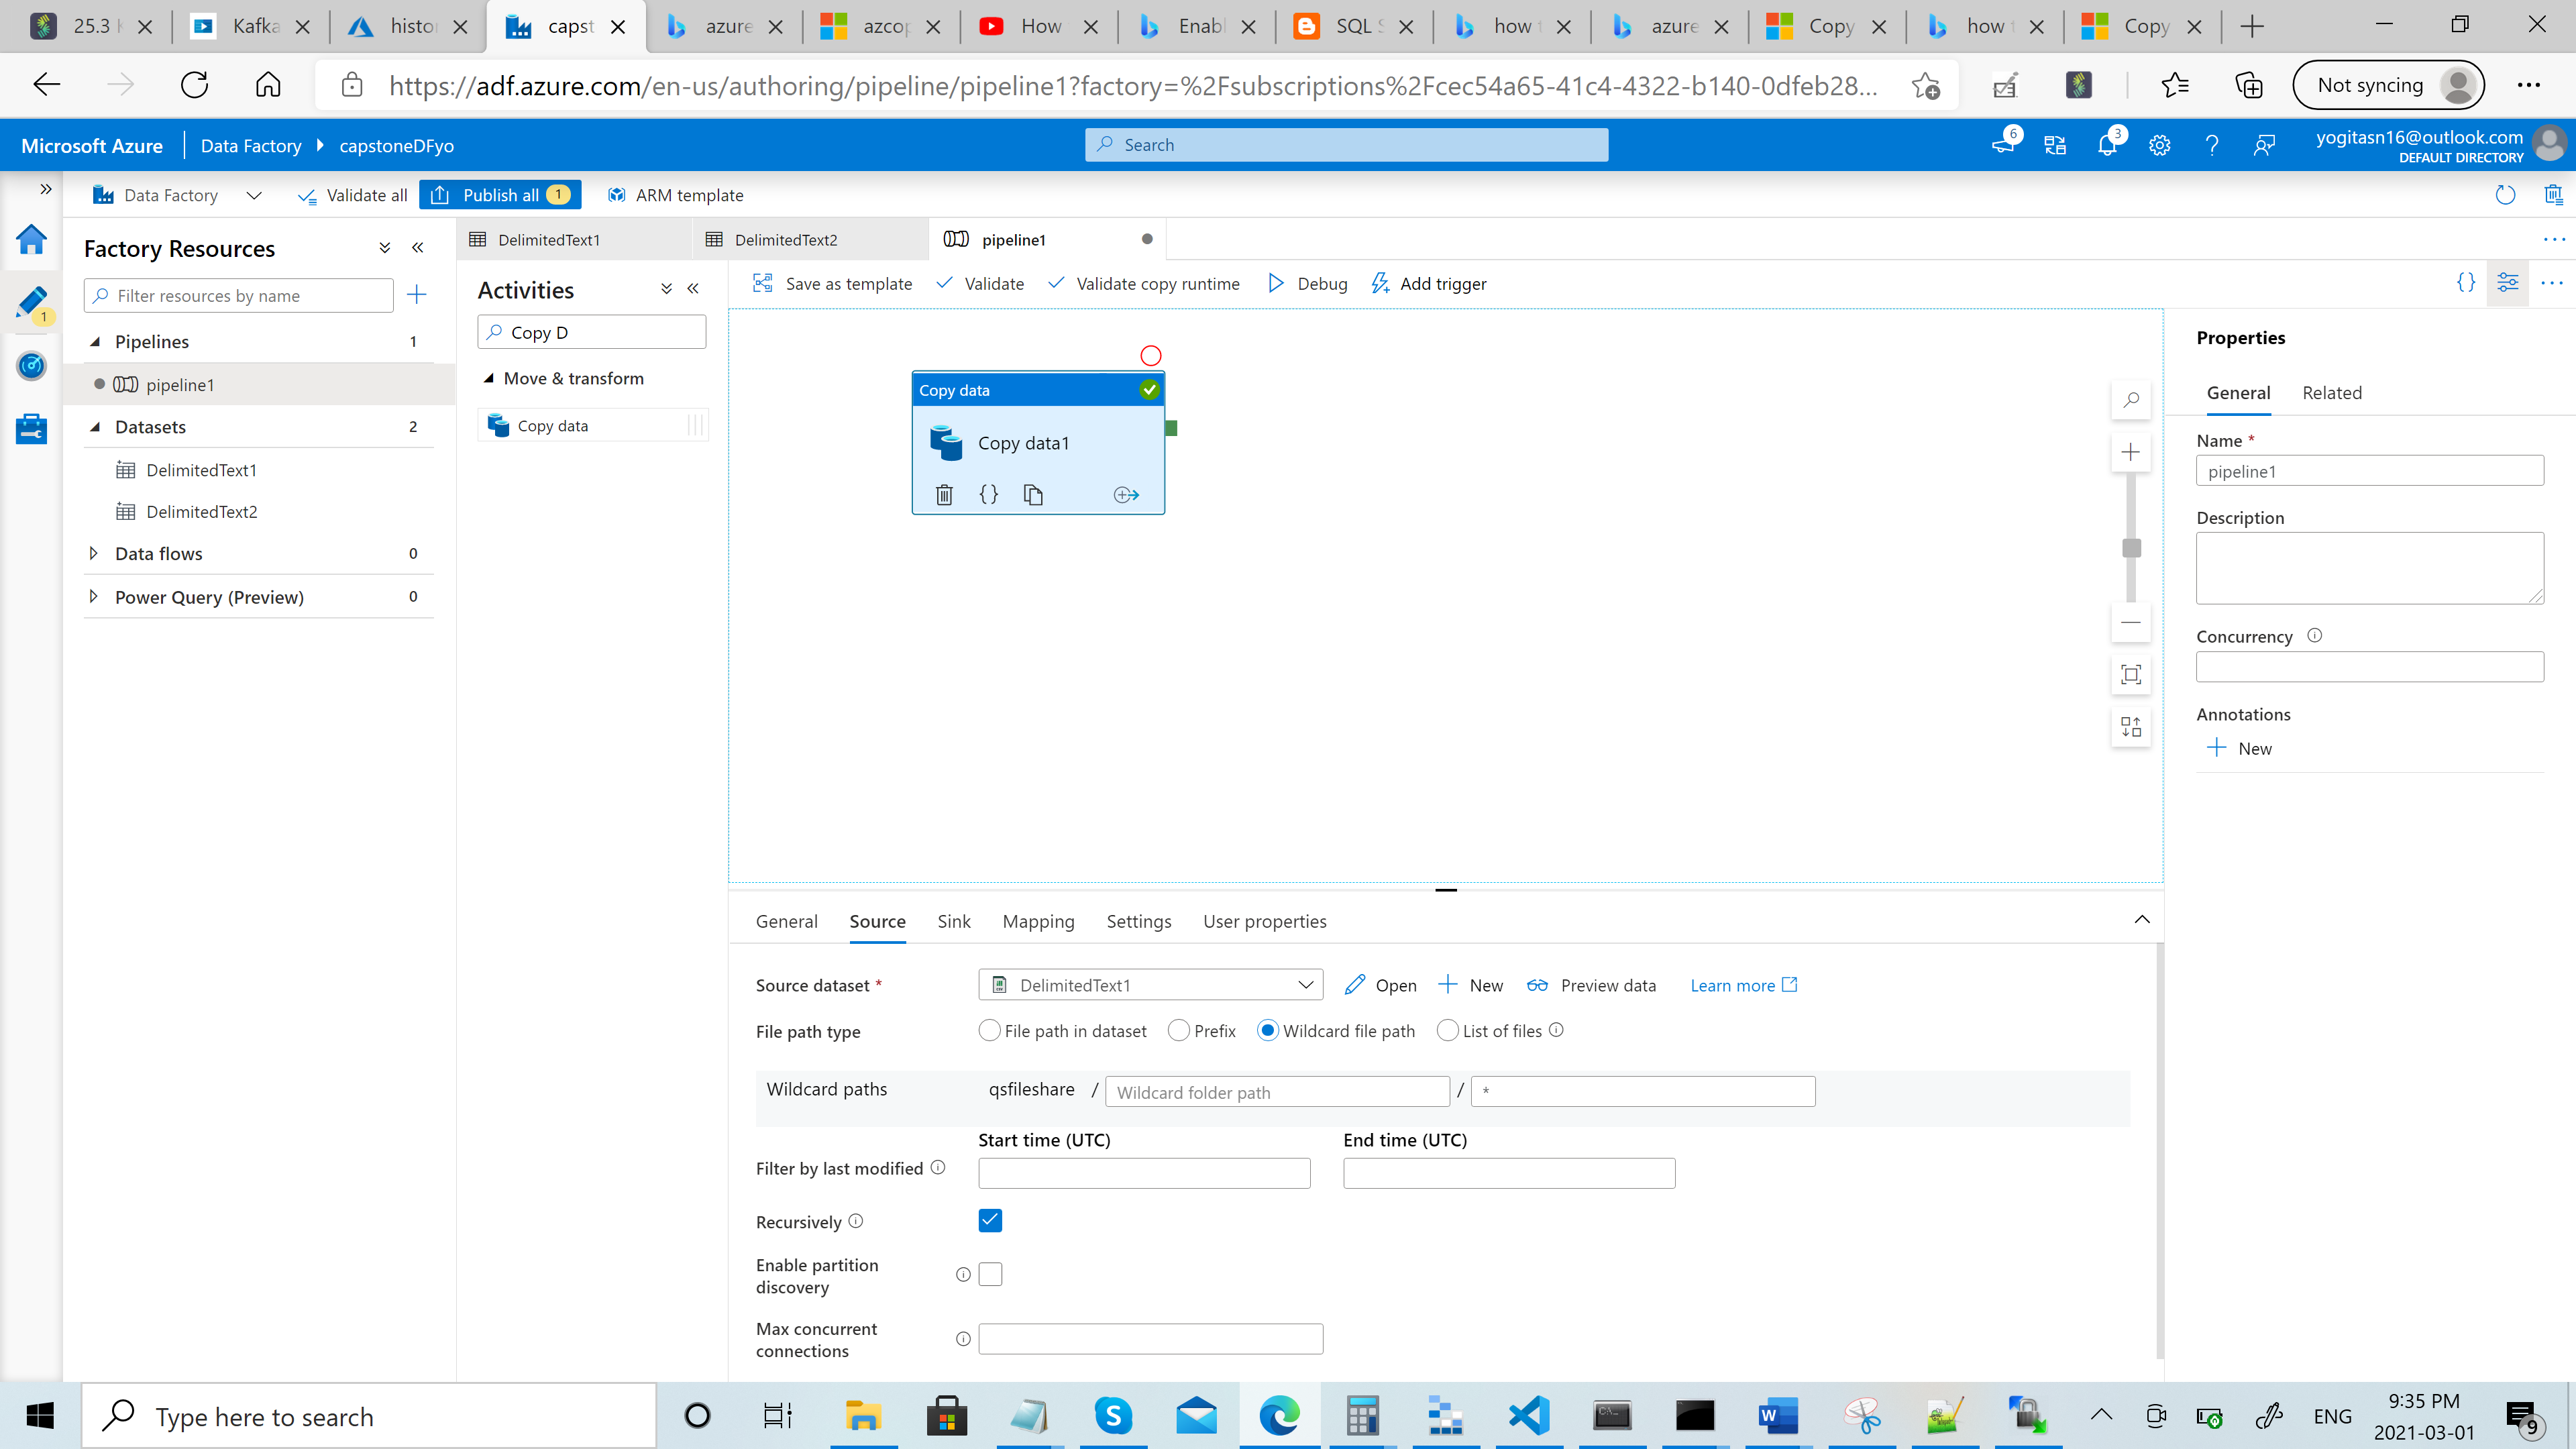 25.3 Kafka histor capst azure azcop How Enabl SQL S how t azure Copy how t Copy
https://adf.azure.com/en-us/authoring/pipeline/pipeline1?factory=%2Fsubscriptions%2Fcec54a65-41c4-4322-b140-0dfeb28... Not syncing
Microsoft Azure Data Factory capstoneDFyo Search 6 3 yogitasn16@outlook.com
DEFAULT DIRECTORY
Data Factory Validate all Publish all 1 ARM template
Factory Resources
Filter resources by name
1
Pipelines 1
pipeline1
Datasets 2
DelimitedText1
DelimitedText2
Data flows 0
Power Query (Preview) 0
DelimitedText1 DelimitedText2 pipeline1
Activities
Copy D
Move & transform
Copy data
Save as template Validate Validate copy runtime Debug Add trigger
Copy data
Copy data1
Properties
General Related
Name *
pipeline1
Description
Concurrency
Annotations
New
General Source Sink Mapping Settings User properties
Source dataset * DelimitedText1 Open New Preview data Learn more
File path type File path in dataset Prefix Wildcard file path List of files
Wildcard paths qsfileshare / Wildcard folder path / *
Start time (UTC) End time (UTC)
Filter by last modified
Recursively
Enable partition
discovery
Max concurrent
connections
Type here to search ENG 9:35 PM
2021-03-01
9